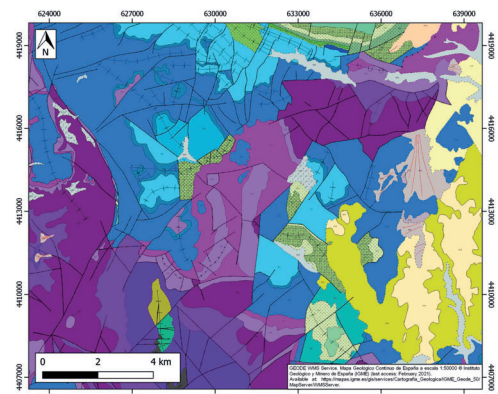 624000 627000 630000 633000 636000 639000
N
4419000 4419000
4416000 4416000
4413000 4413000
4410000 4410000
4407000 4407000
0 2 4 km
GEODE WMS Service. Mapa Geológico Continuo de España a escala 1:50000 @ Instituto
Geológico y Minero de España (IGME) (last access: February 2021).
Available at: https://mapas.igme.es/gis/services/Cartografia_Geologica/IGME_Geode_50/
MapServer/WMSServer.